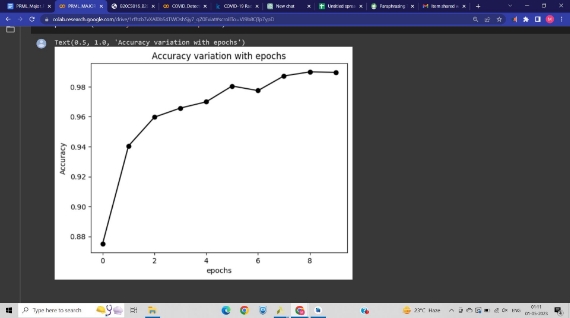 PRML Major
PRML MAJO
COVID. Detec
COVID-19 Ra
New chat
Untitled spre
Paraphrasing
Item shared
colab.research.google.com/drive/
Text(0.5, 1.0, 'Accuracy variation with epochs')
Accuracy variation with epochs
0.98
0.96
0.94
0.92
0.90
0.88
Accuracy
0 2 4 6 8
epochs
Type here to search
23°C Haze
ENG
01:11